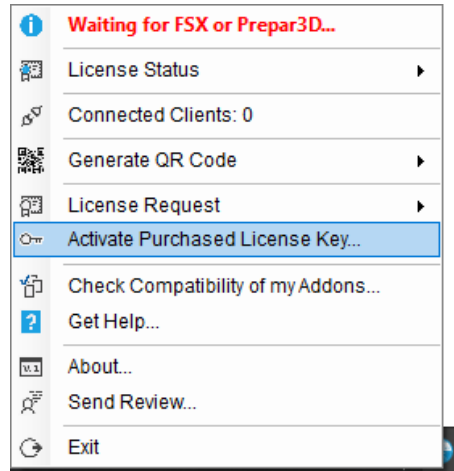 Waiting for FSX or Prepar3D...
License Status
Connected Clients: 0
Generate QR Code
License Request
Activate Purchased License Key...
Check Compatibility of my Addons...
Get Help...
About...
Send Review...
Exit